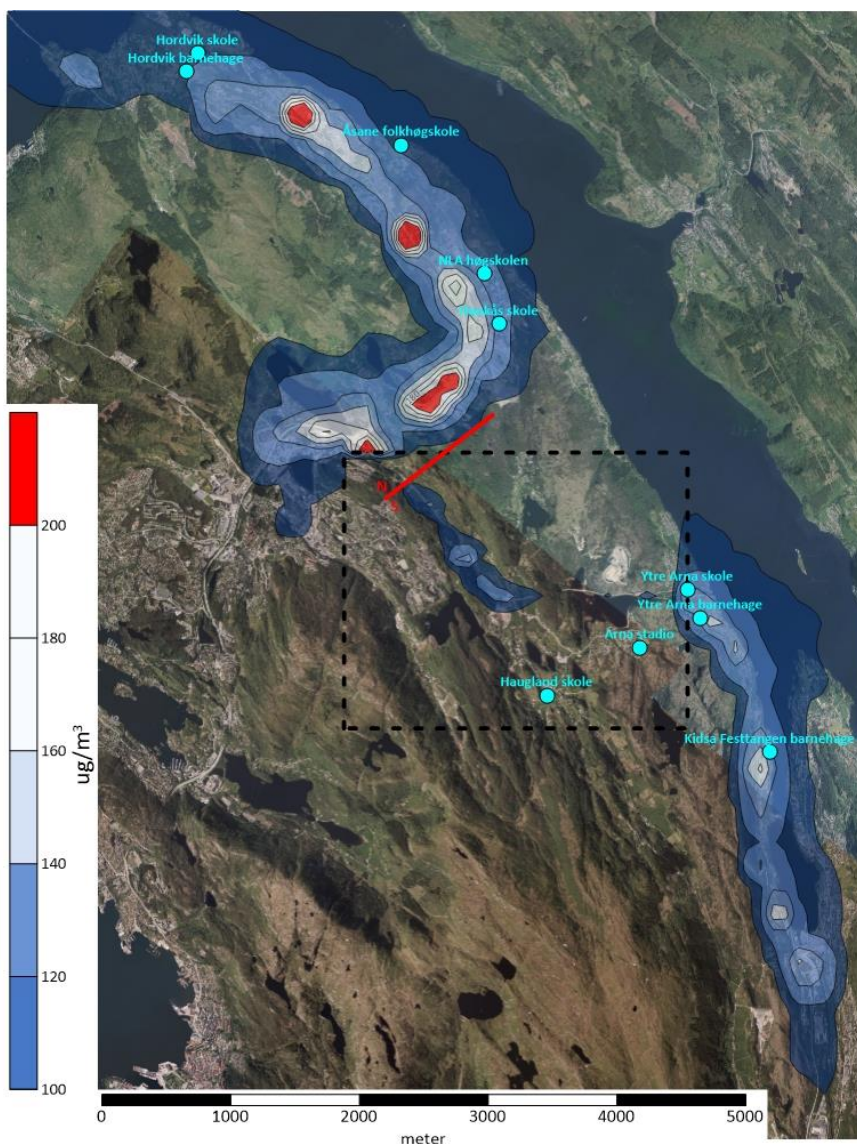 Hordvik skole
Hordvik barnehage
Åsane folkhøgskole
NLA høgskolen
skole
N
S
Ytre Arna skole
Ytre Arna barnehage
Arna stadio
Haugland skole
Kidsa Festtangen barnehage
200
180
160
140
120
100
ug/m³
0 1000 2000 3000 4000 5000
meter